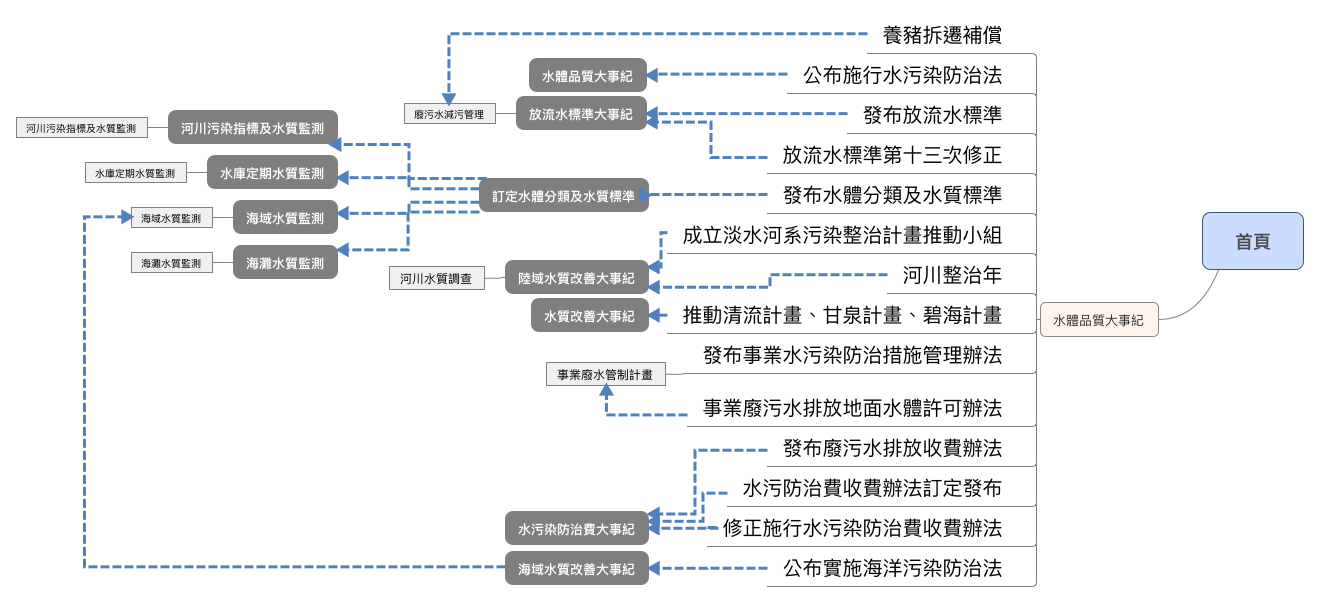 養豬拆遷補償
水體品質大事紀
公布施行水污染防治法
廢污水減污管理
放流水標準大事紀
發布放流水標準
河川污染指標及水質監測
河川污染指標及水質監測
放流水標準第十三次修正
水庫定期水質監測
水庫定期水質監測
訂定水體分類及水質標準
發布水體分類及水質標準
海域水質監測
海域水質監測
成立淡水河系污染整治計畫推動小組
首頁
海灘水質監測
海灘水質監測
河川水質調查
陸域水質改善大事紀
河川整治年
水質改善大事紀
推動清流計畫、甘泉計畫、碧海計畫
水體品質大事紀
發布事業水污染防治措施管理辦法
事業廢水管制計畫
事業廢污水排放地面水體許可辦法
發布廢污水排放收費辦法
水污防治費收費辦法訂定發布
水污染防治費大事紀
修正施行水污染防治費收費辦法
海域水質改善大事紀
公布實施海洋污染防治法